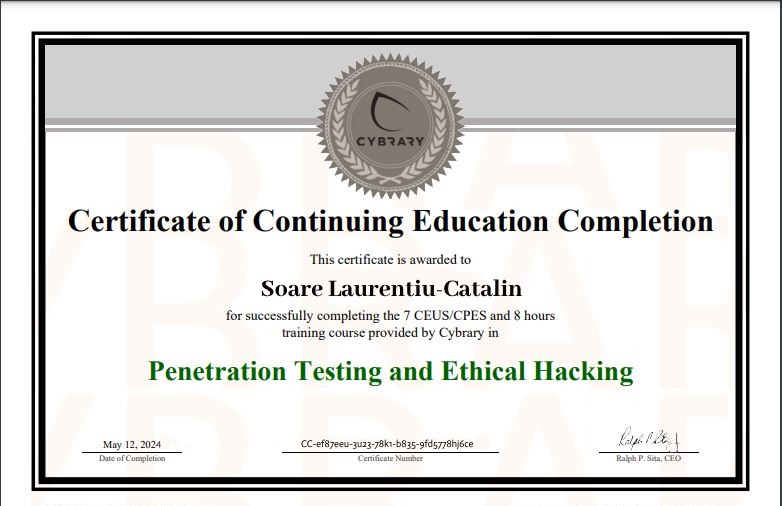 CYBRARY
Certificate of Continuing Education Completion
This certificate is awarded to
Soare Laurentiu-Catalin
for successfully completing the 7 CEUS/CPES and 8 hours
training course provided by Cybrary in
Penetration Testing and Ethical Hacking
May 12, 2024
Date of Completion
CC-ef87eeu-3u23-78k1-b835-9fd5778hj6ce
Certificate Number
Ralph P. Sita, CEO